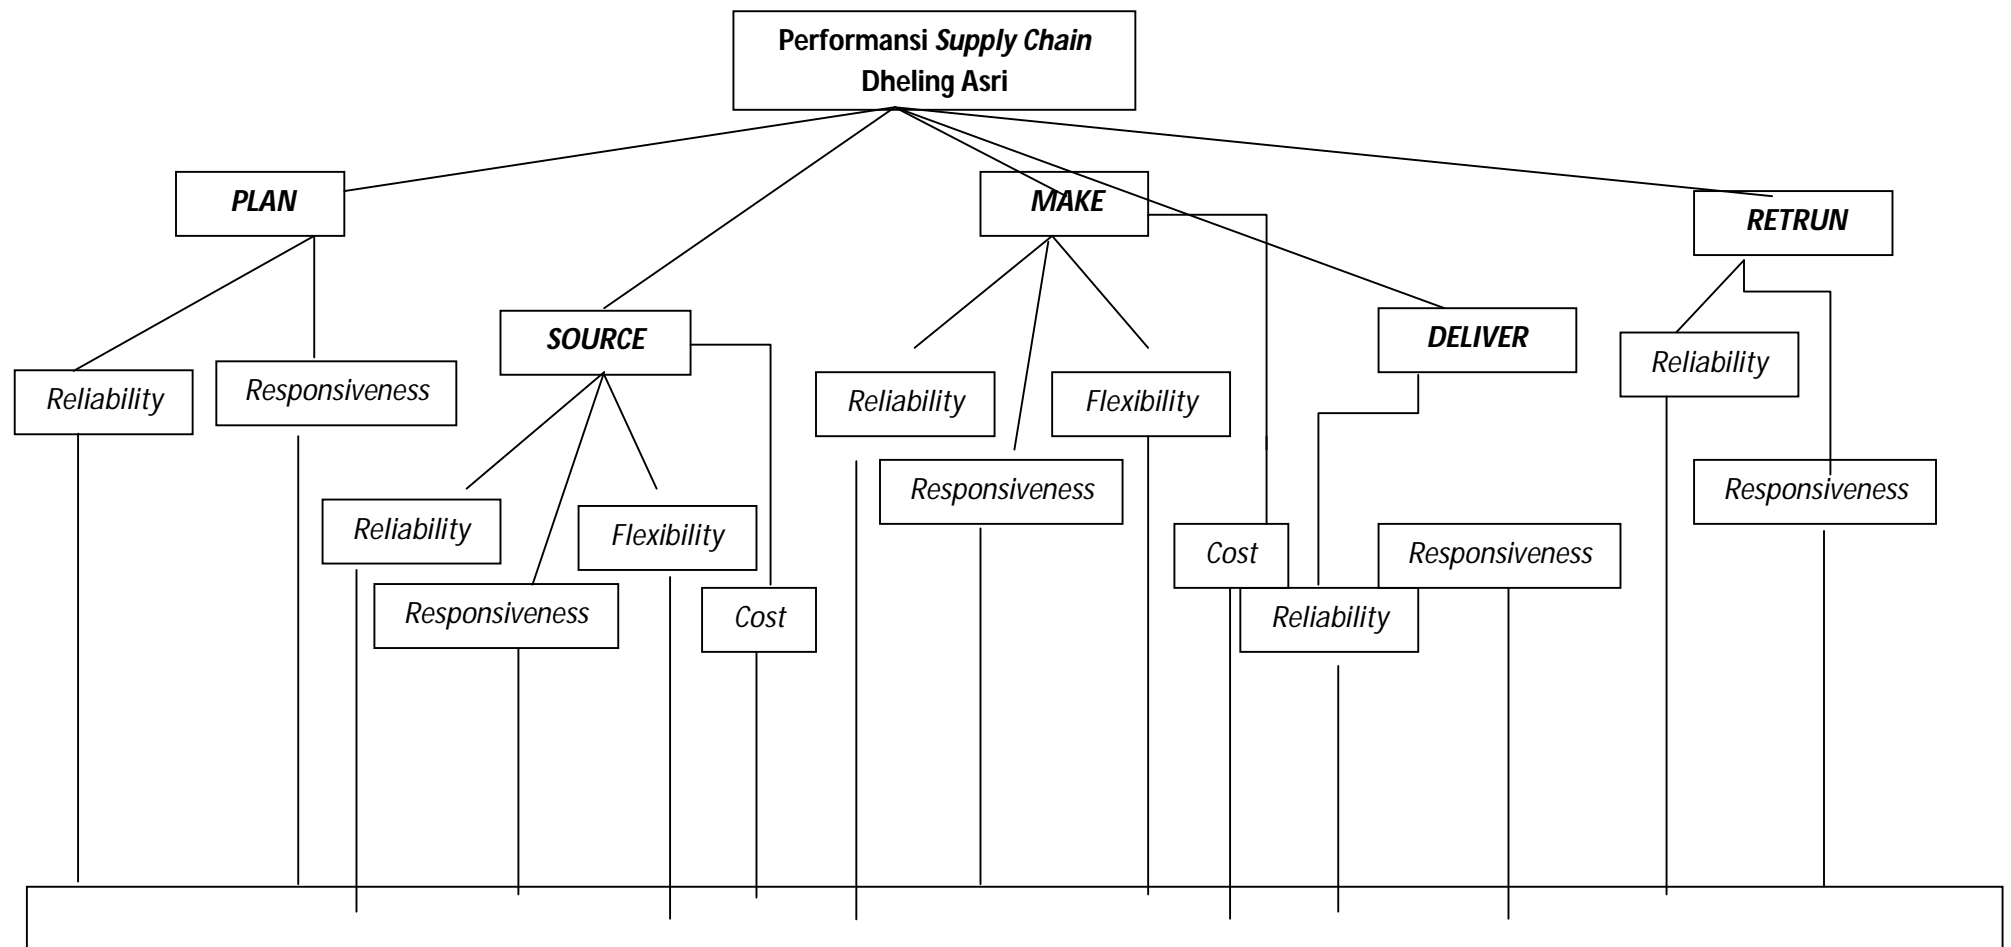 Performansi Supply Chain
Dheling Asri
PLAN
MAKE
RETRUN
SOURCE
DELIVER
Reliability
Responsiveness
Reliability
Flexibility
Reliability
Responsiveness
Responsiveness
Reliability
Flexibility
Cost
Responsiveness
Responsiveness
Cost
Reliability